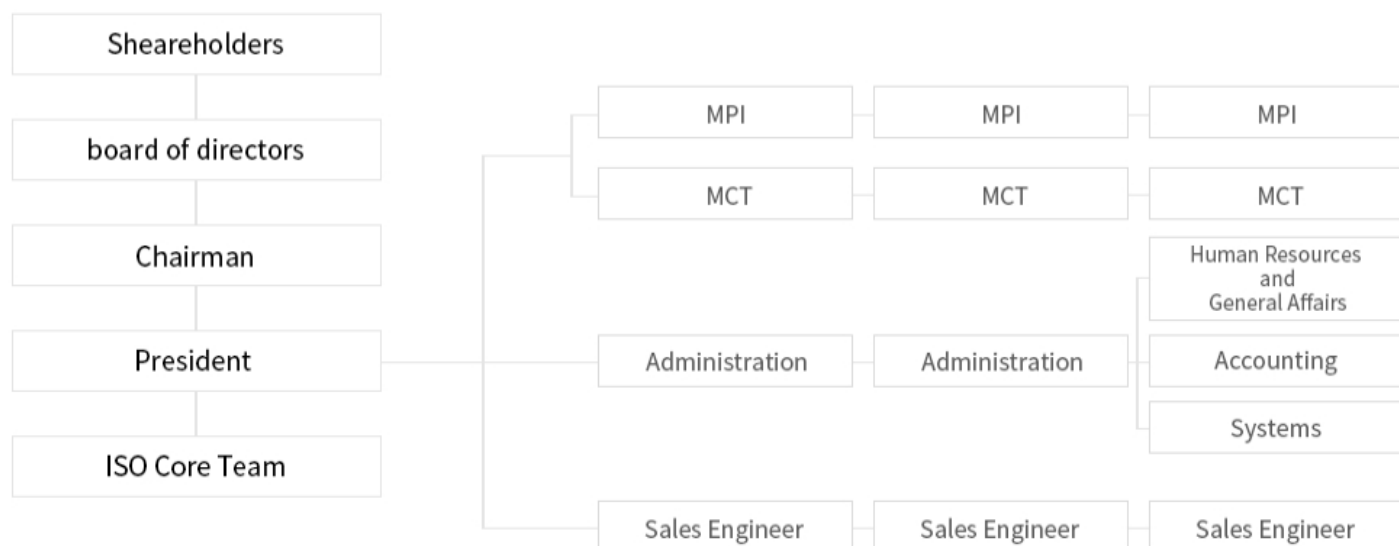 Sheareholders
board of directors
Chairman
President
ISO Core Team
MPI
MPI
MPI
MCT
MCT
MCT
Administration
Administration
Human Resources
and
General Affairs
Accounting
Systems
Sales Engineer
Sales Engineer
Sales Engineer